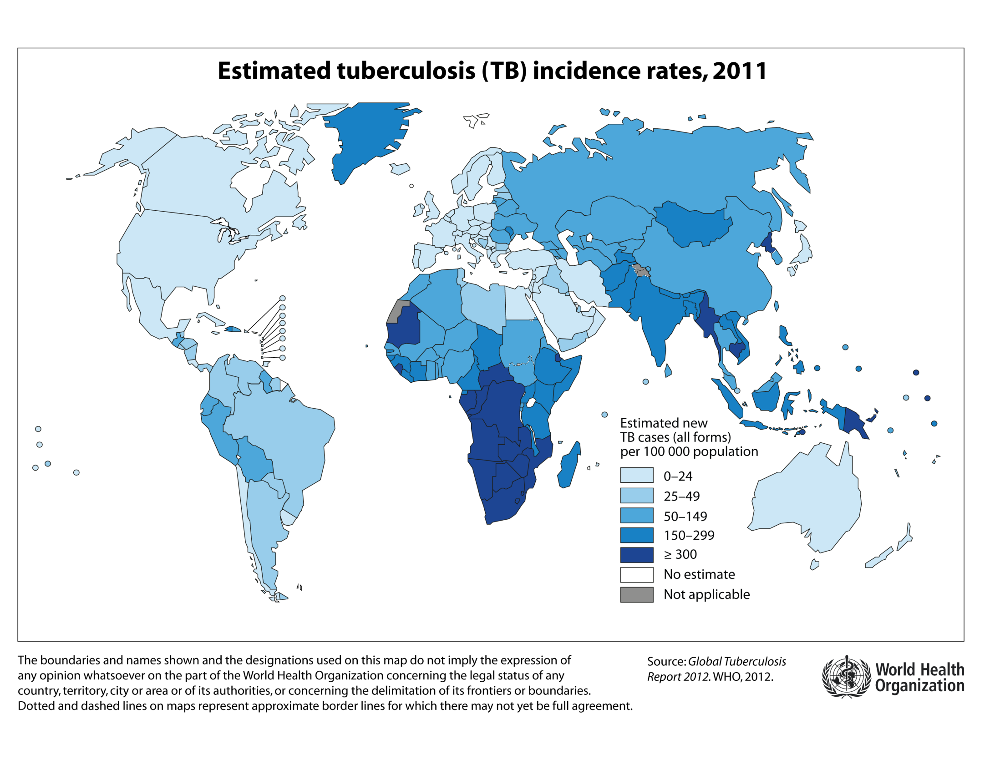 Estimated tuberculosis (TB) incidence rates, 2011
Estimated new
TB cases (all forms)
per 100 000 population
0–24
25–49
50–149
150–299
≥ 300
No estimate
Not applicable
The boundaries and names shown and the designations used on this map do not imply the expression of
any opinion whatsoever on the part of the World Health Organization concerning the legal status of any
country, territory, city or area or of its authorities, or concerning the delimitation of its frontiers or boundaries.
Dotted and dashed lines on maps represent approximate border lines for which there may not yet be full agreement.
Source: Global Tuberculosis
Report 2012. WHO, 2012.
World Health
Organization